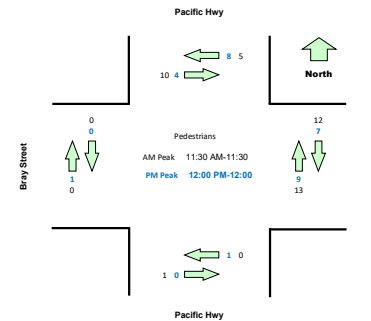 Pacific Hwy
8 5
10 4
North
0
0
12
7
Pedestrians
AM Peak 11:30 AM-11:30
PM Peak 12:00 PM-12:00
Bray Street
1
0
9
13
1 0
1 0
Pacific Hwy